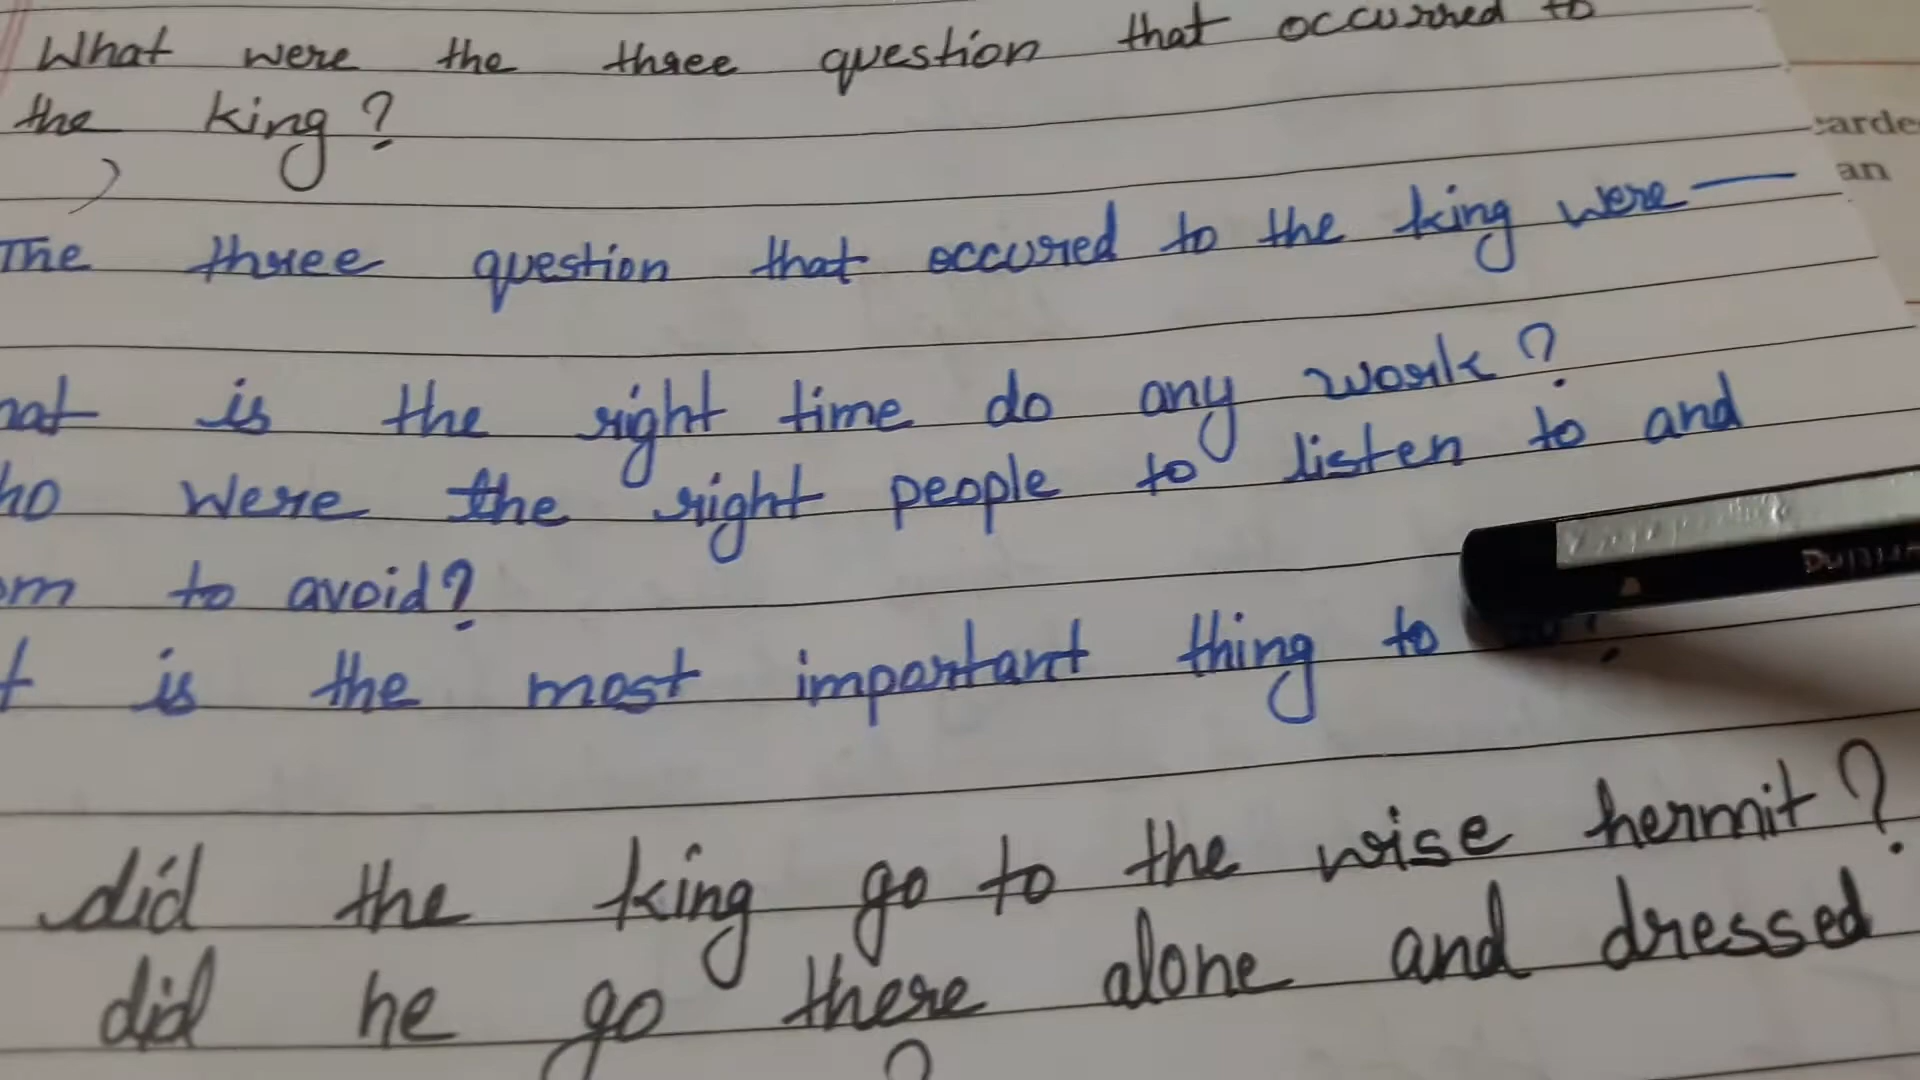 What were the three question that occurred to
the king?
The three question that occured to the king were —
is the right time do any work?
were the right people to listen to and
to avoid?
is the most important thing to
did the king go to the wise hermit?
did he go there alone and dressed
an